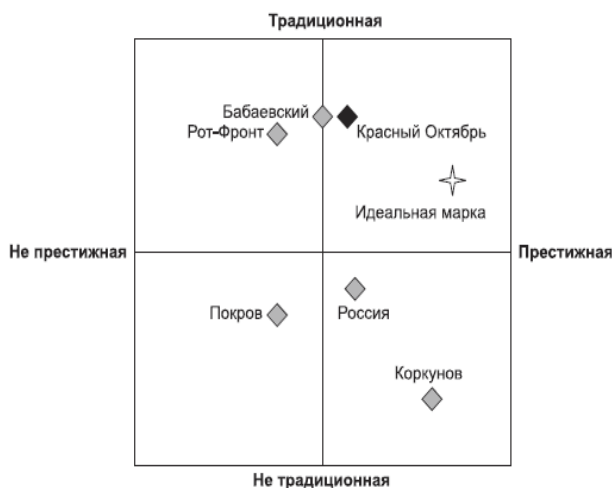 Традиционная
Бабаевский
Рот-Фронт
Красный Октябрь
Идеальная марка
Не престижная
Престижная
Покров
Россия
Коркунов
Не традиционная